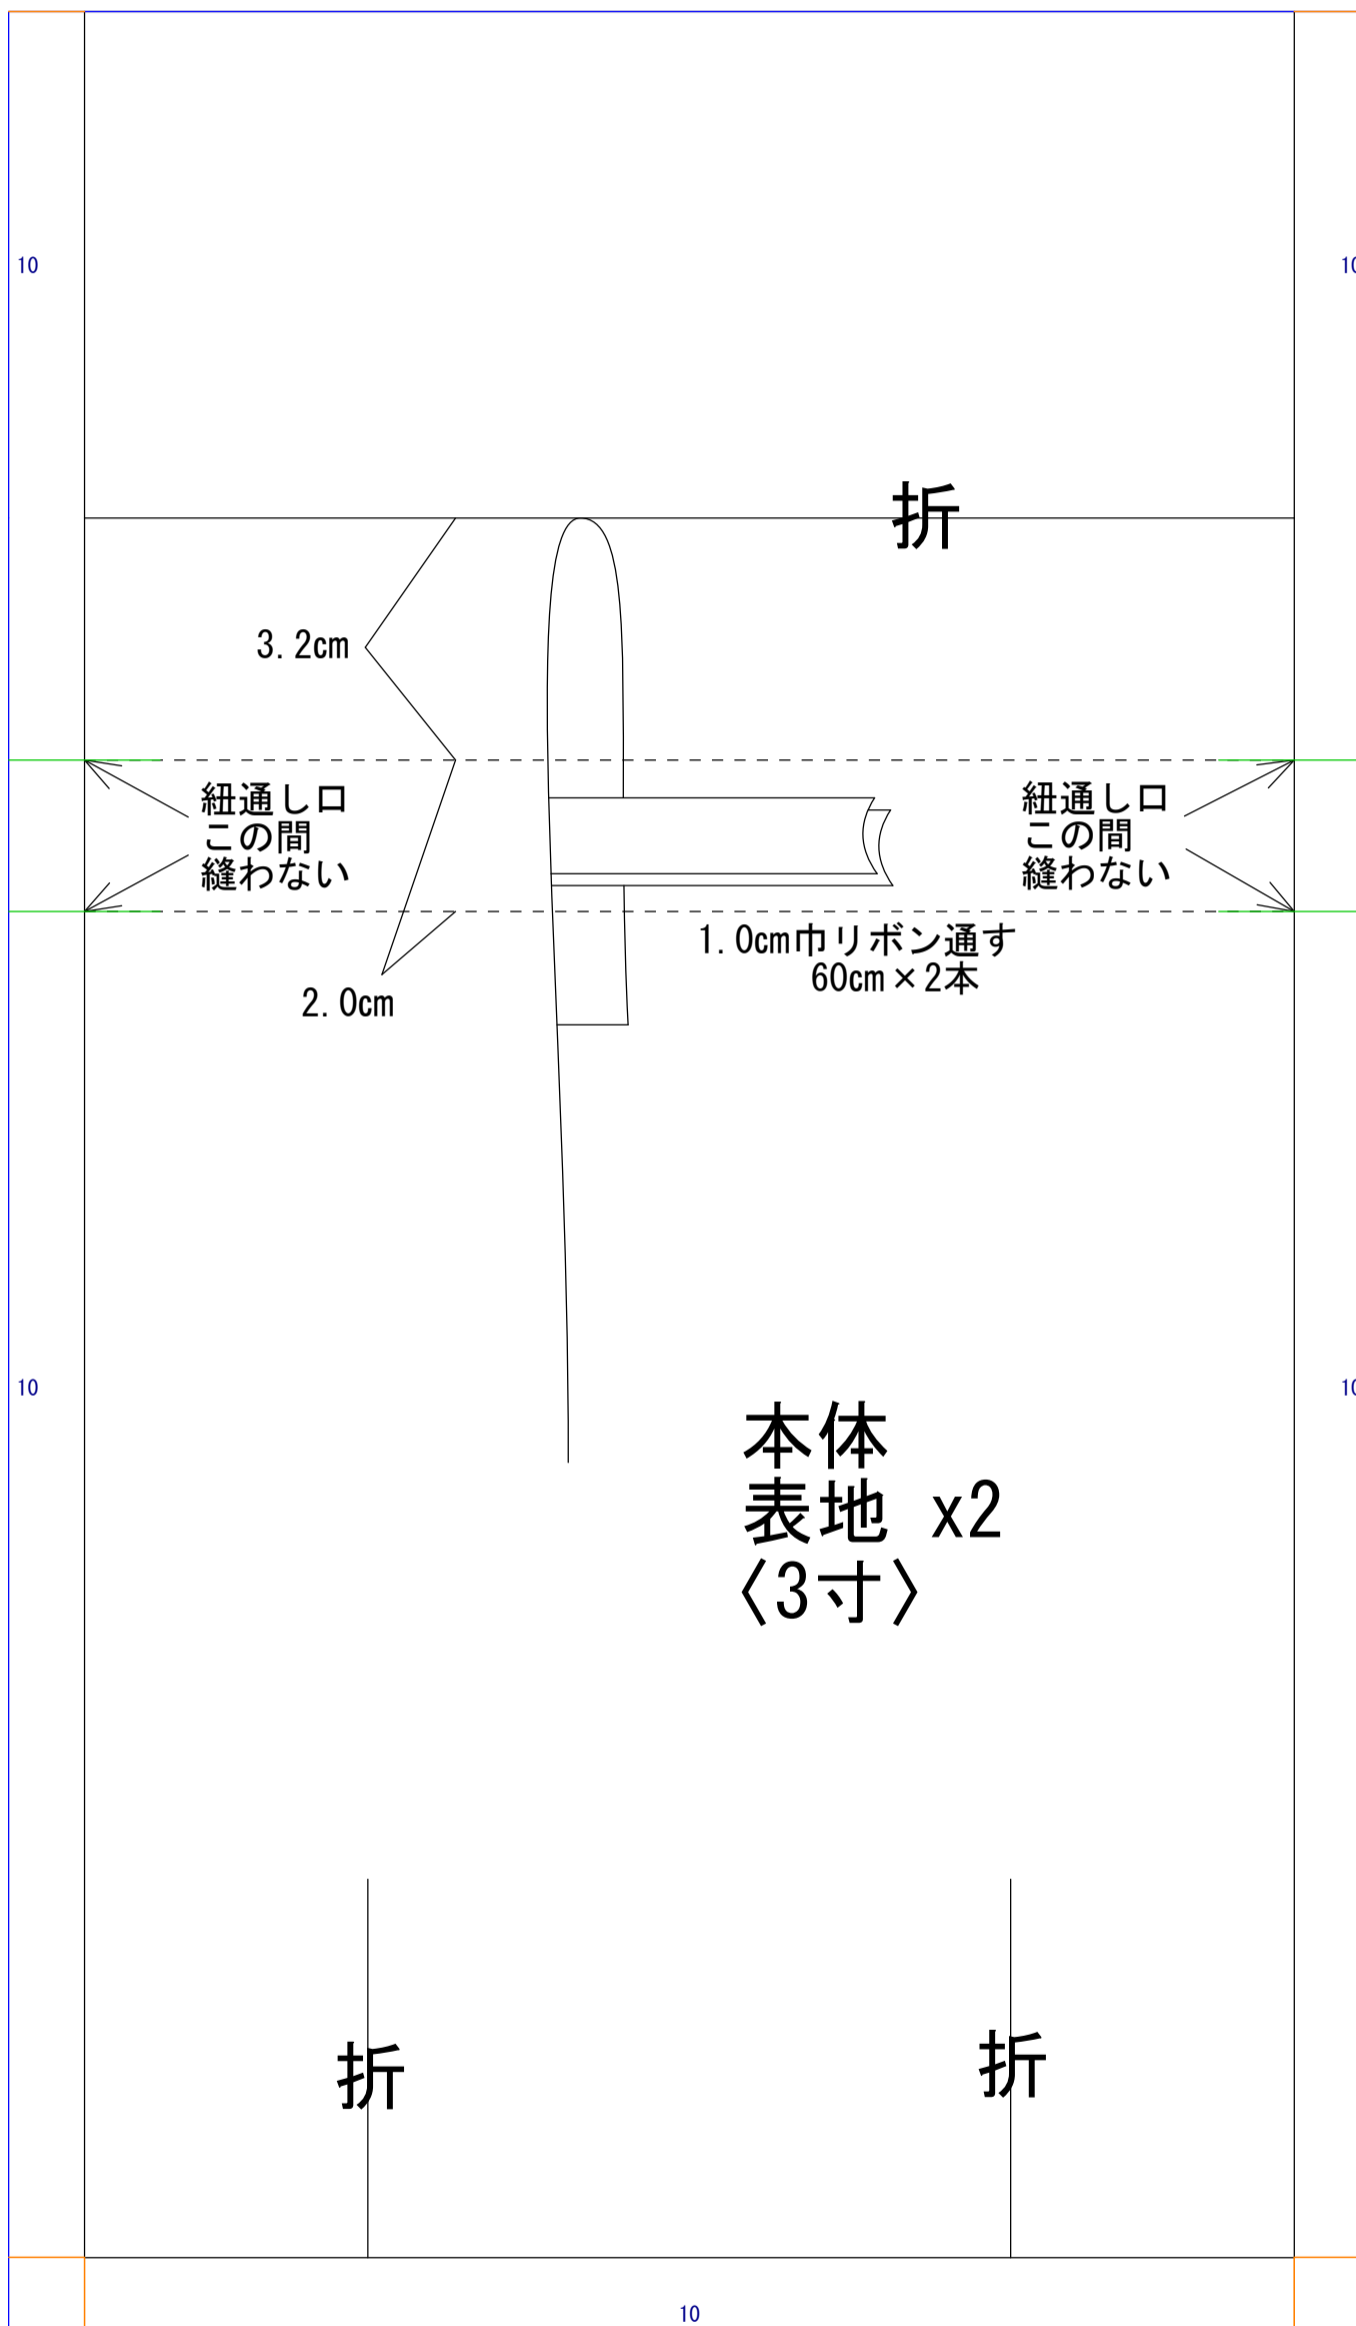 10
10
折
3.2cm
紐通し口
この間
縫わない
紐通し口
この間
縫わない
1.0cm巾リボン通す
60cm×2本
2.0cm
10
10
本体
表地 x2
〈3寸〉
折
折
10